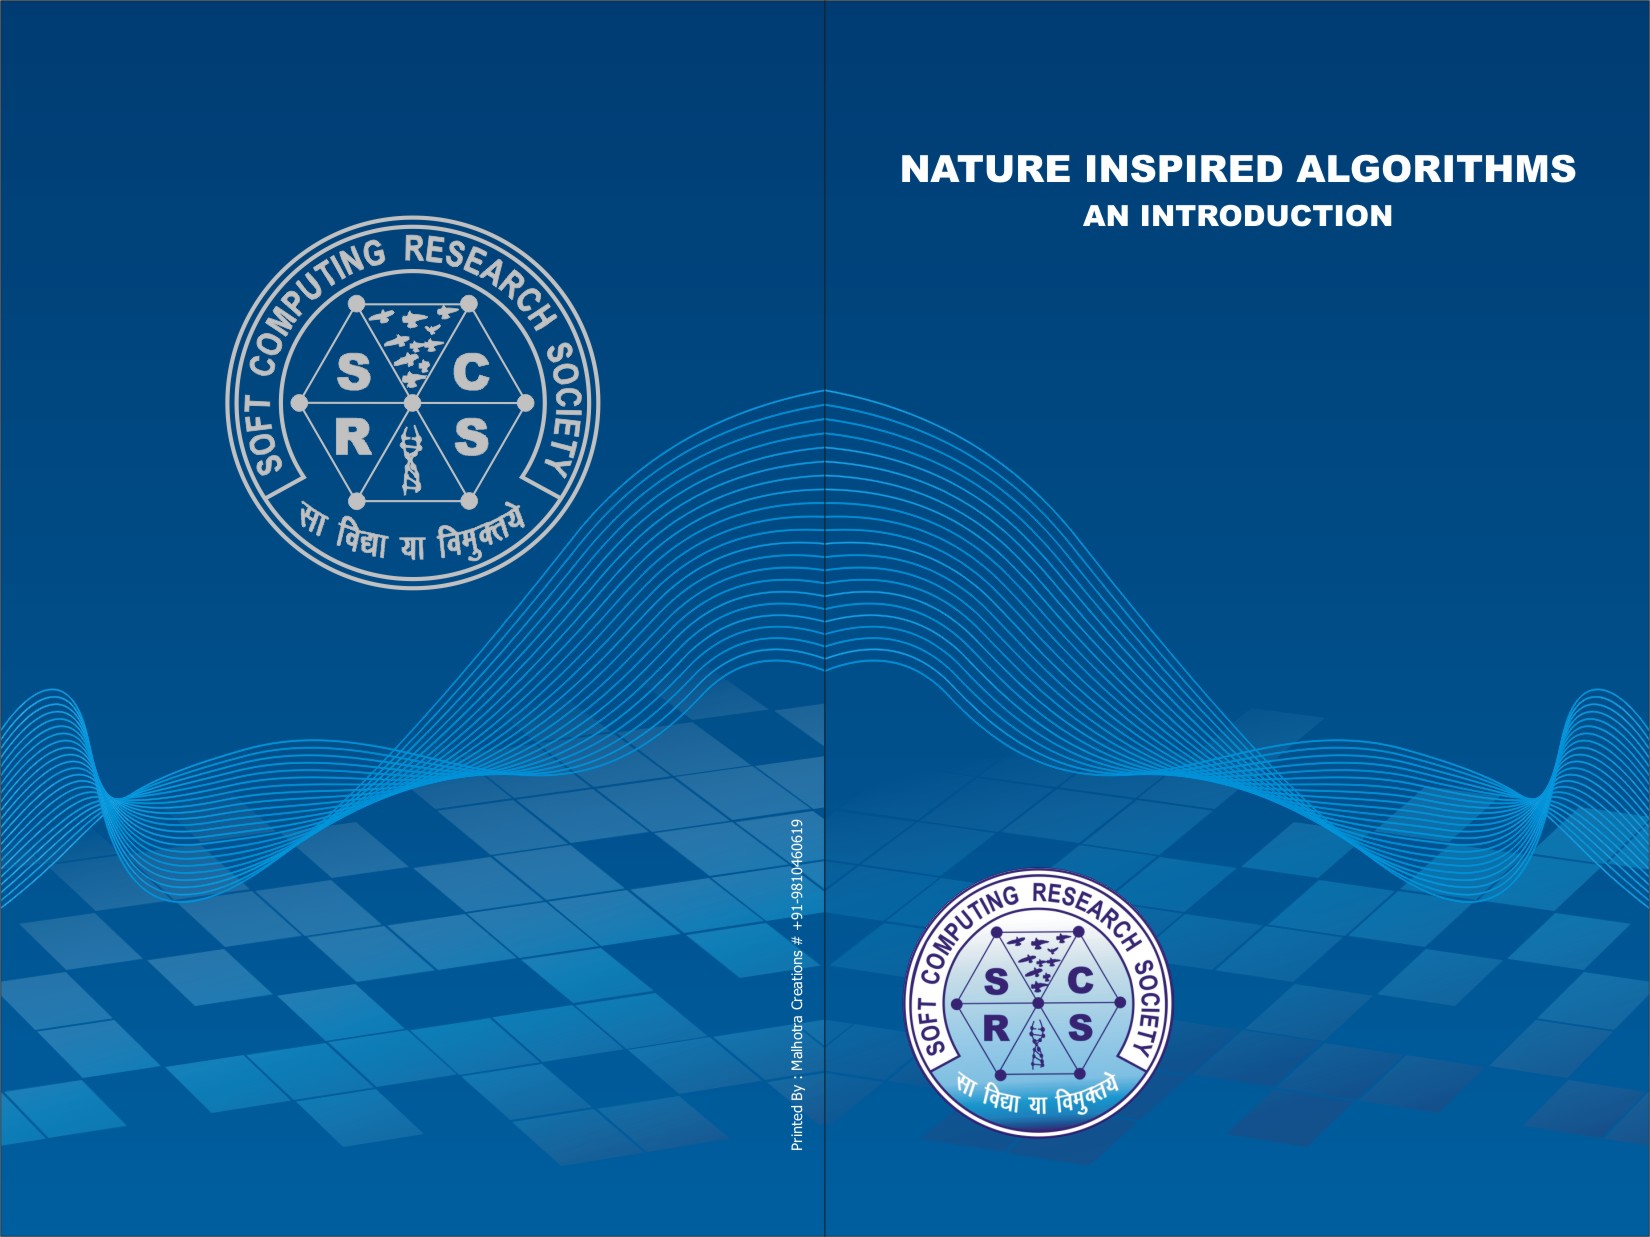 SOFT COMPUTING RESEARCH SOCIETY
S C
R S
सा विद्या या विमुक्तये
Printed By : Malhotra Creations # +91-9810460619
NATURE INSPIRED ALGORITHMS
AN INTRODUCTION
SOFT COMPUTING RESEARCH SOCIETY
S C
R S
सा विद्या या विमुक्तये